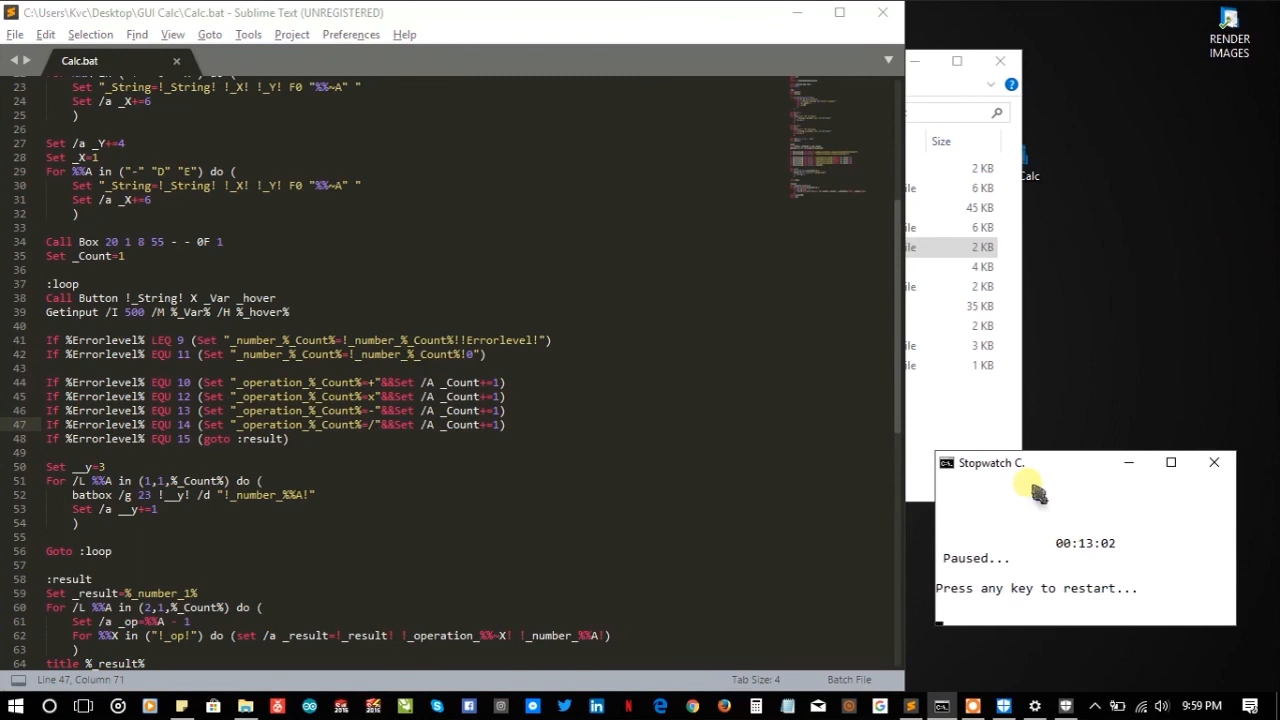 C:\Users\Kvc\Desktop\GUI Calc\Calc.bat - Sublime Text (UNREGISTERED)
File Edit Selection Find View Goto Tools Project Preferences Help
Calc.bat
23 Set "_String=!_String! !_X! !_Y! F0 "%%~A" "
24 Set /a _X+=6
25 )
26
27 Set /a _Y+=4
28 Set _X=1
29 For %%A in ("-" "D" "E") do (
30 Set "_String=!_String! !_X! !_Y! F0 "%%~A" "
31 Set /a _X+=6
32 )
33
34 Call Box 20 1 8 55 - - 0F 1
35 Set _Count=1
36
37 :loop
38 Call Button !_String! X _Var _hover
39 Getinput /I 500 /M %_Var% /H %_hover%
40
41 If %Errorlevel% LEQ 9 (Set "_number_%_Count%=!_number_%_Count%!!Errorlevel!")
42 If %Errorlevel% EQU 11 (Set "_number_%_Count%=!_number_%_Count%!0")
43
44 If %Errorlevel% EQU 10 (Set "_operation_%_Count%=+"&&Set /A _Count+=1)
45 If %Errorlevel% EQU 12 (Set "_operation_%_Count%=x"&&Set /A _Count+=1)
46 If %Errorlevel% EQU 13 (Set "_operation_%_Count%=-"&&Set /A _Count+=1)
47 If %Errorlevel% EQU 14 (Set "_operation_%_Count%=/"&&Set /A _Count+=1)
48 If %Errorlevel% EQU 15 (goto :result)
49
50 Set __y=3
51 For /L %%A in (1,1,%_Count%) do (
52 batbox /g 23 !__y! /d "!_number_%%A!"
53 Set /a __y+=1
54 )
55
56 Goto :loop
57
58 :result
59 Set _result=%_number_1%
60 For /L %%A in (2,1,%_Count%) do (
61 Set /a _op=%%A - 1
62 For %%X in ("!_op!") do (set /a _result=!_result! !_operation_%%~X! !_number_%%A!)
63 )
64 title %_result%
Line 47, Column 71
Tab Size: 4
Batch File
Size
2 KB
ile 6 KB
45 KB
ile 6 KB
ile 2 KB
4 KB
ile 2 KB
35 KB
2 KB
ile 3 KB
ile 1 KB
RENDER
IMAGES
Calc
Stopwatch C.
00:13:02
Paused...
Press any key to restart...
9:59 PM